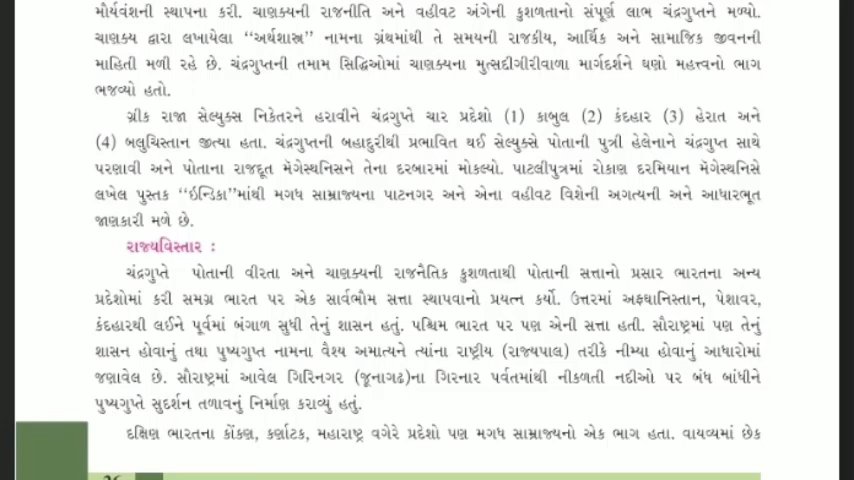 મૌર્યવંશની સ્થાપના કરી. ચાણક્યની રાજનીતિ અને વહીવટ અંગેની કુશળતાનો સંપૂર્ણ લાભ ચંદ્રગુપ્તને મળ્યો.
ચાણક્ય દ્વારા લખાયેલા ‘‘અર્થશાસ્ત્ર’’ નામના ગ્રંથમાંથી તે સમયની રાજકીય, આર્થિક અને સામાજિક જીવનની
માહિતી મળી રહે છે. ચંદ્રગુપ્તની તમામ સિદ્ધિઓમાં ચાણક્યના મુત્સદ્દીગીરીવાળા માર્ગદર્શને ઘણો મહત્ત્વનો ભાગ
ભજવ્યો હતો.
ગ્રીક રાજા સેલ્યુક્સ નિકેતરને હરાવીને ચંદ્રગુપ્તે ચાર પ્રદેશો (1) કાબુલ (2) કંદહાર (3) હેરાત અને
(4) બલુચિસ્તાન જીત્યા હતા. ચંદ્રગુપ્તની બહાદુરીથી પ્રભાવિત થઈ સેલ્યુક્સે પોતાની પુત્રી હેલેનાને ચંદ્રગુપ્ત સાથે
પરણાવી અને પોતાના રાજદૂત મૅગેસ્થનિસને તેના દરબારમાં મોકલ્યો. પાટલીપુત્રમાં રોકાણ દરમિયાન મૅગેસ્થનિસે
લખેલ પુસ્તક ‘‘ઇન્ડિકા’’માંથી મગધ સામ્રાજ્યના પાટનગર અને એના વહીવટ વિશેની અગત્યની અને આધારભૂત
જાણકારી મળે છે.
રાજ્યવિસ્તાર :
ચંદ્રગુપ્તે પોતાની વીરતા અને ચાણક્યની રાજનૈતિક કુશળતાથી પોતાની સત્તાનો પ્રસાર ભારતના અન્ય
પ્રદેશોમાં કરી સમગ્ર ભારત પર એક સાર્વભૌમ સત્તા સ્થાપવાનો પ્રયત્ન કર્યો. ઉત્તરમાં અફઘાનિસ્તાન, પેશાવર,
કંદહારથી લઈને પૂર્વમાં બંગાળ સુધી તેનું શાસન હતું. પશ્ચિમ ભારત પર પણ એની સત્તા હતી. સૌરાષ્ટ્રમાં પણ તેનું
શાસન હોવાનું તથા પુષ્યગુપ્ત નામના વૈશ્ય અમાત્યને ત્યાંના રાષ્ટ્રીય (રાજ્યપાલ) તરીકે નીમ્યા હોવાનું આધારોમાં
જણાવેલ છે. સૌરાષ્ટ્રમાં આવેલ ગિરિનગર (જૂનાગઢ)ના ગિરનાર પર્વતમાંથી નીકળતી નદીઓ પર બંધ બાંધીને
પુષ્યગુપ્તે સુદર્શન તળાવનું નિર્માણ કરાવ્યું હતું.
દક્ષિણ ભારતના કોંકણ, કર્ણાટક, મહારાષ્ટ્ર વગેરે પ્રદેશો પણ મગધ સામ્રાજ્યનો એક ભાગ હતા. વાયવ્યમાં છેક